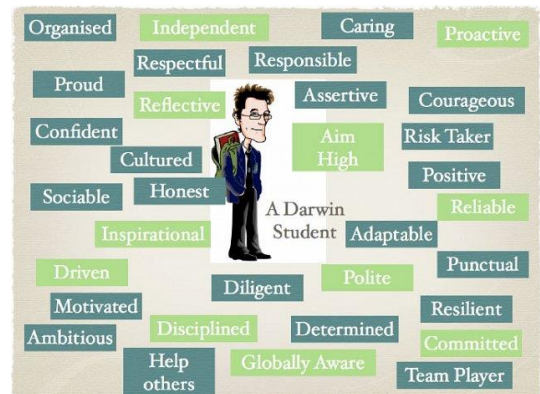 Organised
Independent
Caring
Proactive
Respectful
Responsible
Proud
Reflective
Assertive
Courageous
Confident
Aim
High
Risk Taker
Cultured
Positive
Sociable
Honest
Reliable
A Darwin
Student
Inspirational
Adaptable
Driven
Diligent
Polite
Punctual
Motivated
Resilient
Ambitious
Disciplined
Determined
Committed
Help
others
Globally Aware
Team Player